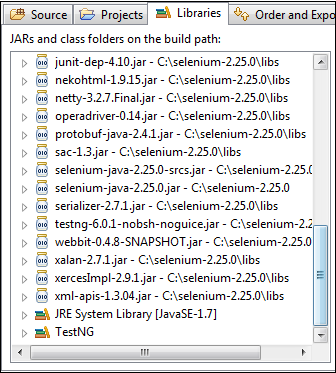 Source Projects Libraries Order and Expo
JARs and class folders on the build path:
junit-dep-4.10.jar - C:\selenium-2.25.0\libs
nekohtml-1.9.15.jar - C:\selenium-2.25.0\libs
netty-3.2.7.Final.jar - C:\selenium-2.25.0\libs
operadriver-0.14.jar - C:\selenium-2.25.0\libs
protobuf-java-2.4.1.jar - C:\selenium-2.25.0\libs
sac-1.3.jar - C:\selenium-2.25.0\libs
selenium-java-2.25.0-srcs.jar - C:\selenium-2.25.0
selenium-java-2.25.0.jar - C:\selenium-2.25.0
serializer-2.7.1.jar - C:\selenium-2.25.0\libs
testng-6.0.1-nobsh-noguice.jar - C:\selenium-2.2
webbit-0.4.8-SNAPSHOT.jar - C:\selenium-2.25.0
xalan-2.7.1.jar - C:\selenium-2.25.0\libs
xercesImpl-2.9.1.jar - C:\selenium-2.25.0\libs
xml-apis-1.3.04.jar - C:\selenium-2.25.0\libs
JRE System Library [JavaSE-1.7]
TestNG